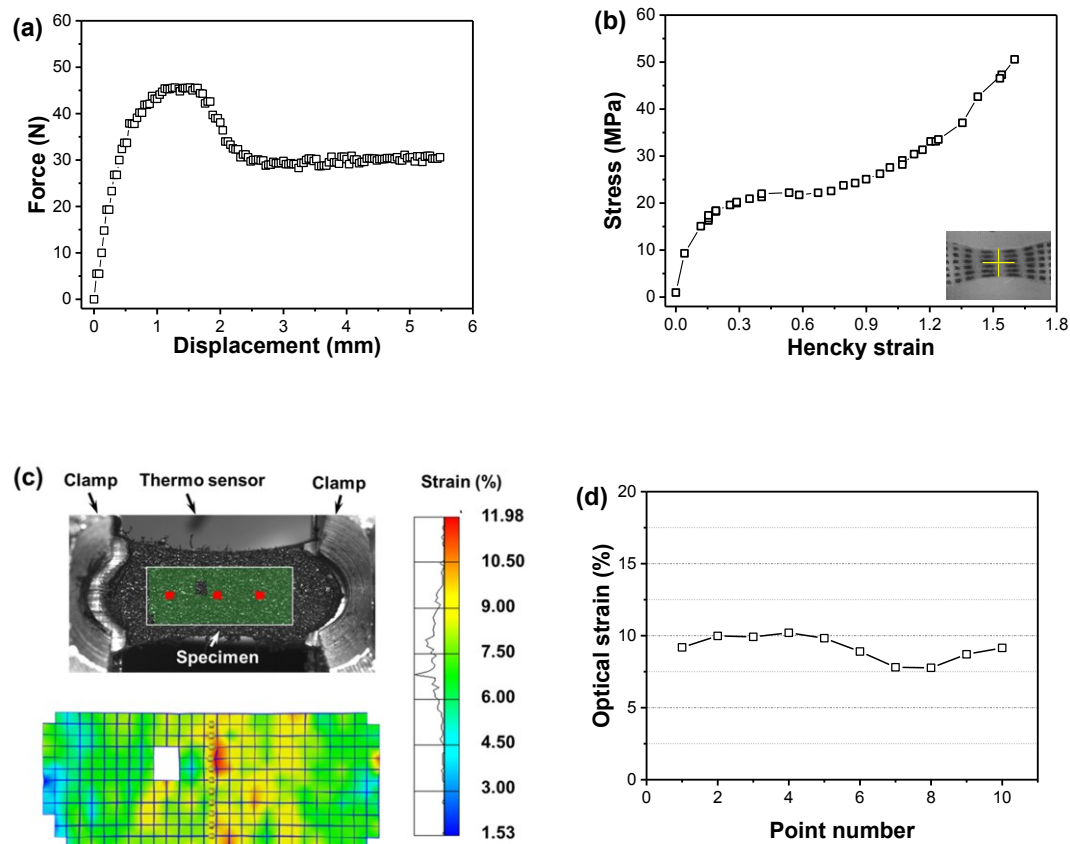 (a)
60
50
40
30
20
10
0
Force (N)
0 1 2 3 4 5 6
Displacement (mm)
(b)
60
50
40
30
20
10
0
Stress (MPa)
0.0 0.3 0.6 0.9 1.2 1.5 1.8
Hencky strain
(c)
Clamp Thermo sensor Clamp
Specimen
Strain (%)
11.98
10.50
9.00
7.50
6.00
4.50
3.00
1.53
(d)
20
15
10
5
0
Optical strain (%)
0 2 4 6 8 10
Point number